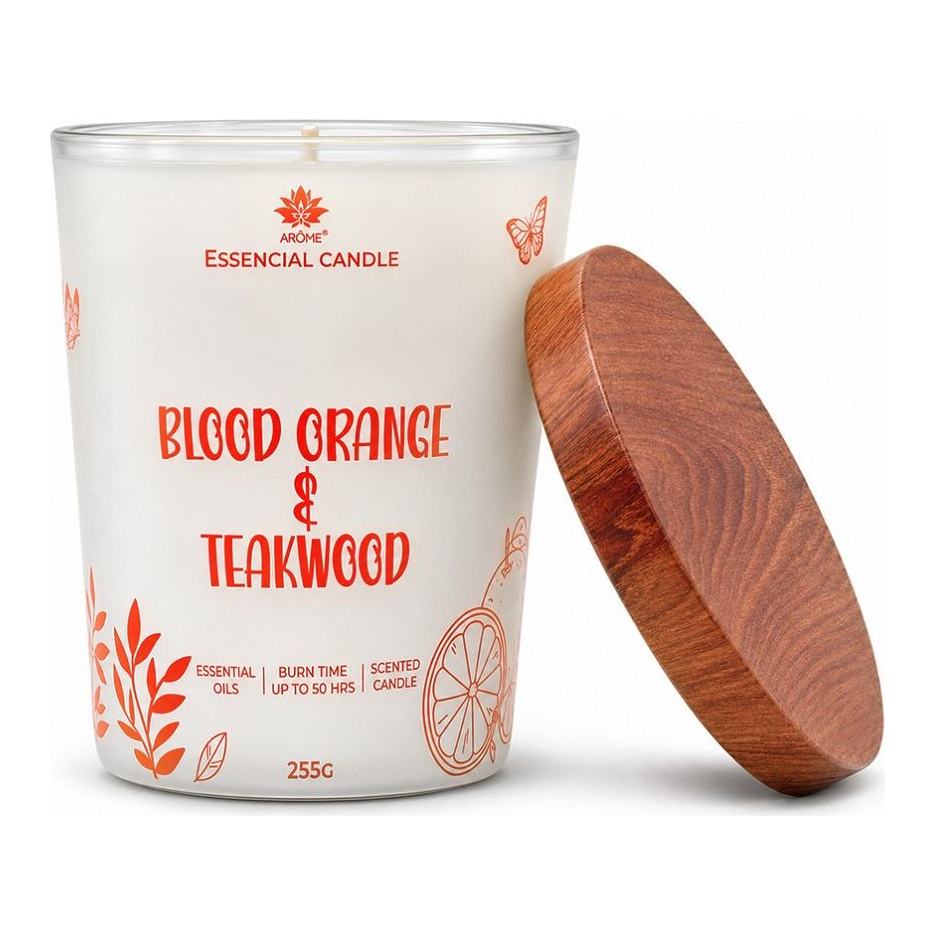 ARÔME®
ESSENCIAL CANDLE
BLOOD ORANGE
&
TEAKWOOD
ESSENTIAL OILS
BURN TIME UP TO 50 HRS
SCENTED CANDLE
255G